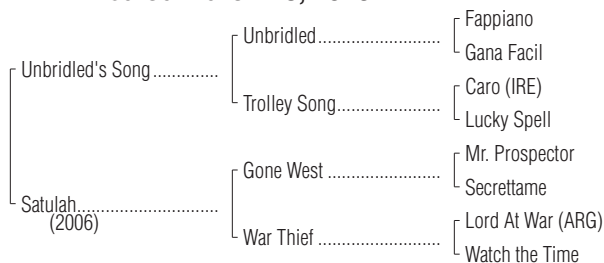 Unbridled's Song
Satulah
(2006)
Unbridled
Trolley Song
Gone West
War Thief
Fappiano
Gana Facil
Caro (IRE)
Lucky Spell
Mr. Prospector
Secrettame
Lord At War (ARG)
Watch the Time